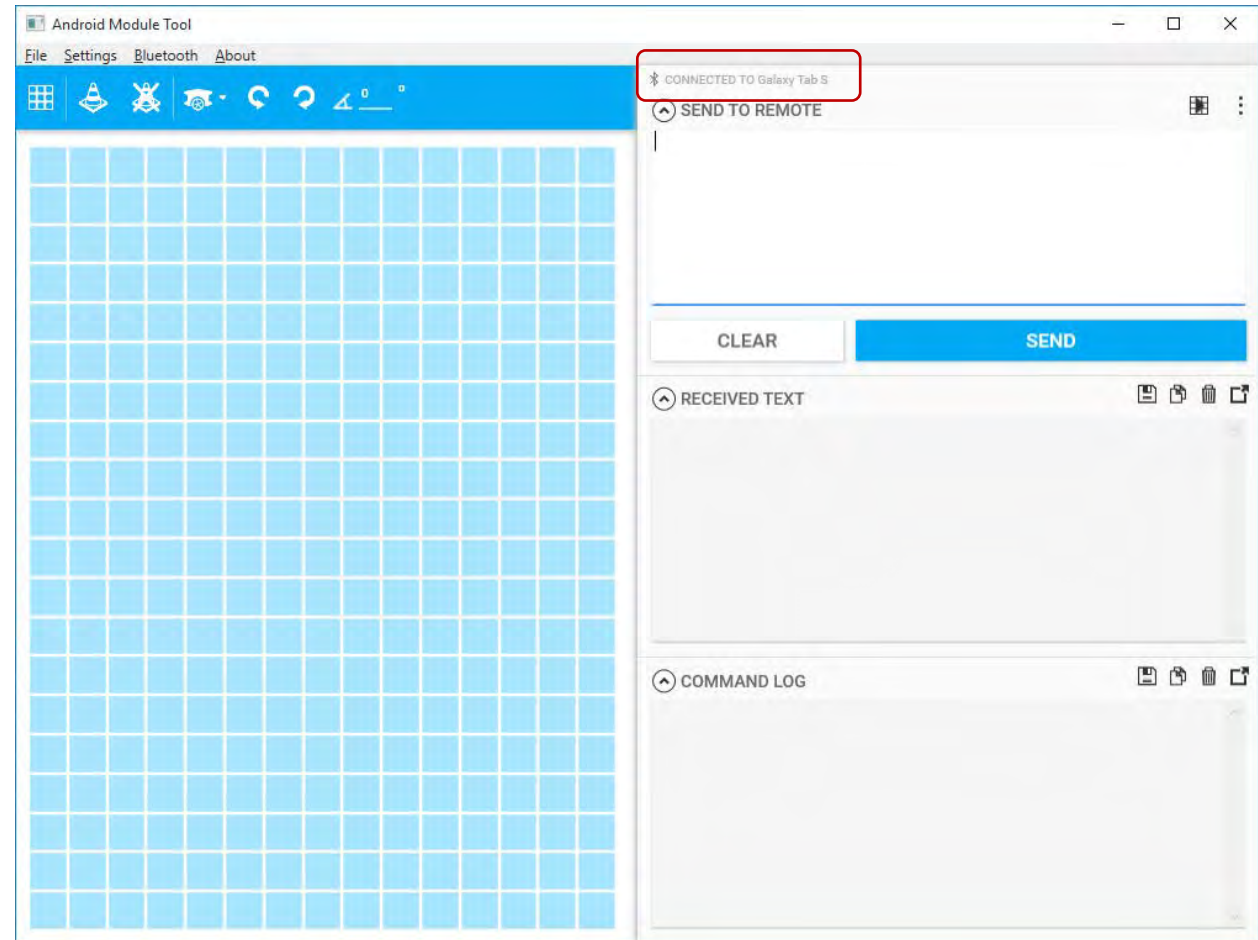 Android Module Tool
File Settings Bluetooth About
0 °
CONNECTED TO Galaxy Tab S
SEND TO REMOTE
CLEAR SEND
RECEIVED TEXT
COMMAND LOG